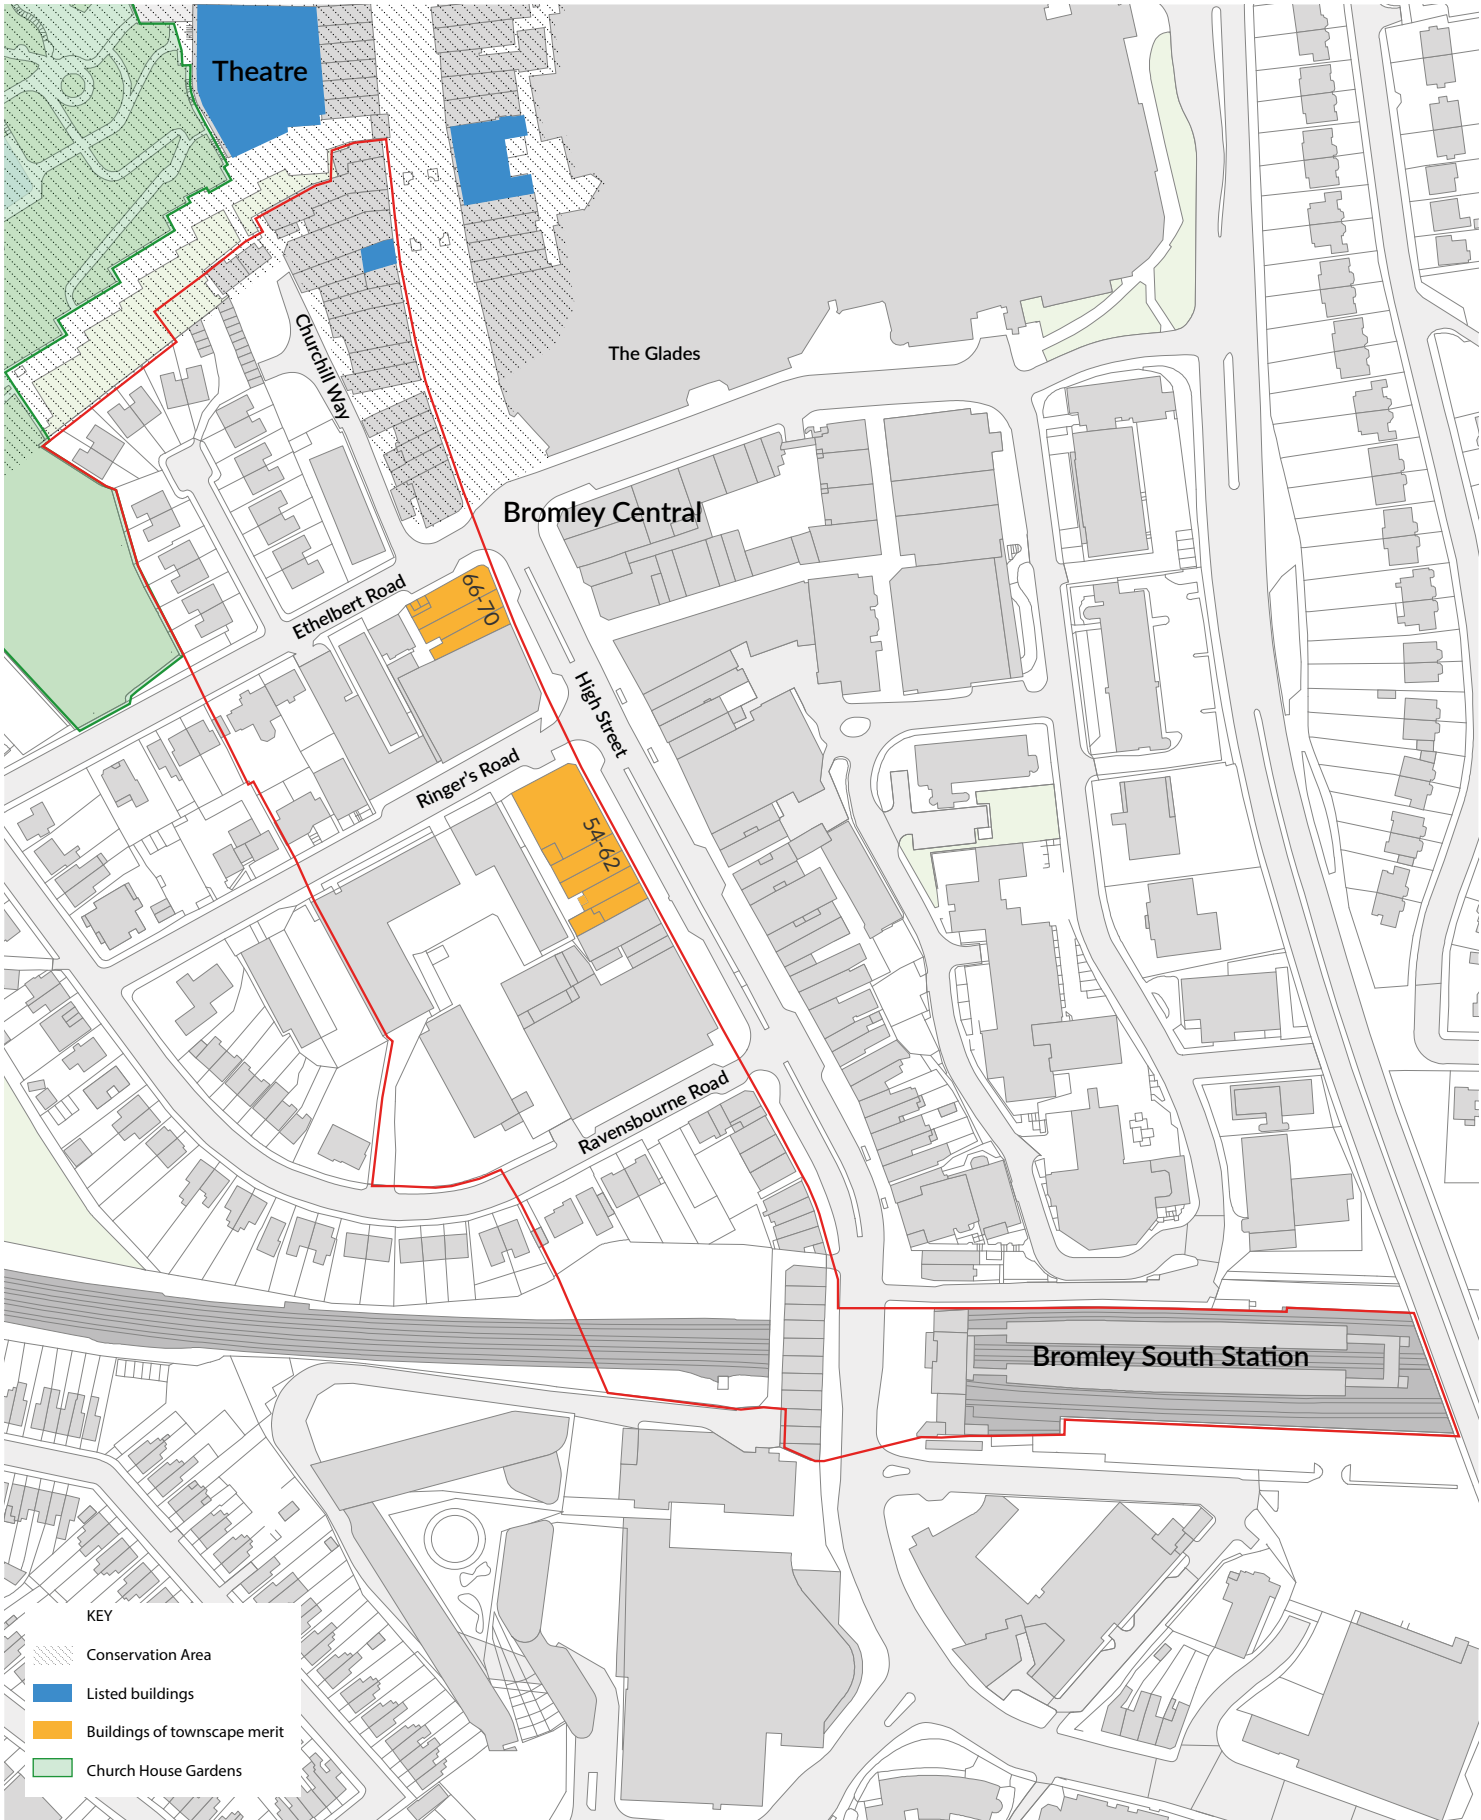 Theatre
The Glades
Churchill Way
Bromley Central
Ethelbert Road
66-70
High Street
Ringer's Road
54-62
Ravensbourne Road
Bromley South Station
KEY
Conservation Area
Listed buildings
Buildings of townscape merit
Church House Gardens